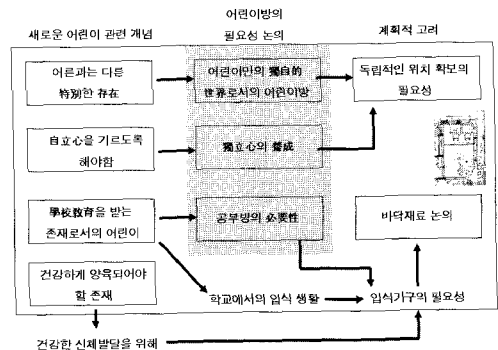 새로운 어린이 관련 개념
어린이방의
필요성 논의
계획적 고려
어른과는 다른
特別한 存在
어린이만의 獨自的
世界로서의 어린이방
독립적인 위치 확보의
필요성
自立心을 기르도록
해야함
獨立心의 養成
學校敎育을 받는
존재로서의 어린이
공부방의 必要性
바닥재료 논의
건강하게 양육되어야
할 존재
학교에서의 입식 생활
입식가구의 필요성
건강한 신체발달을 위해